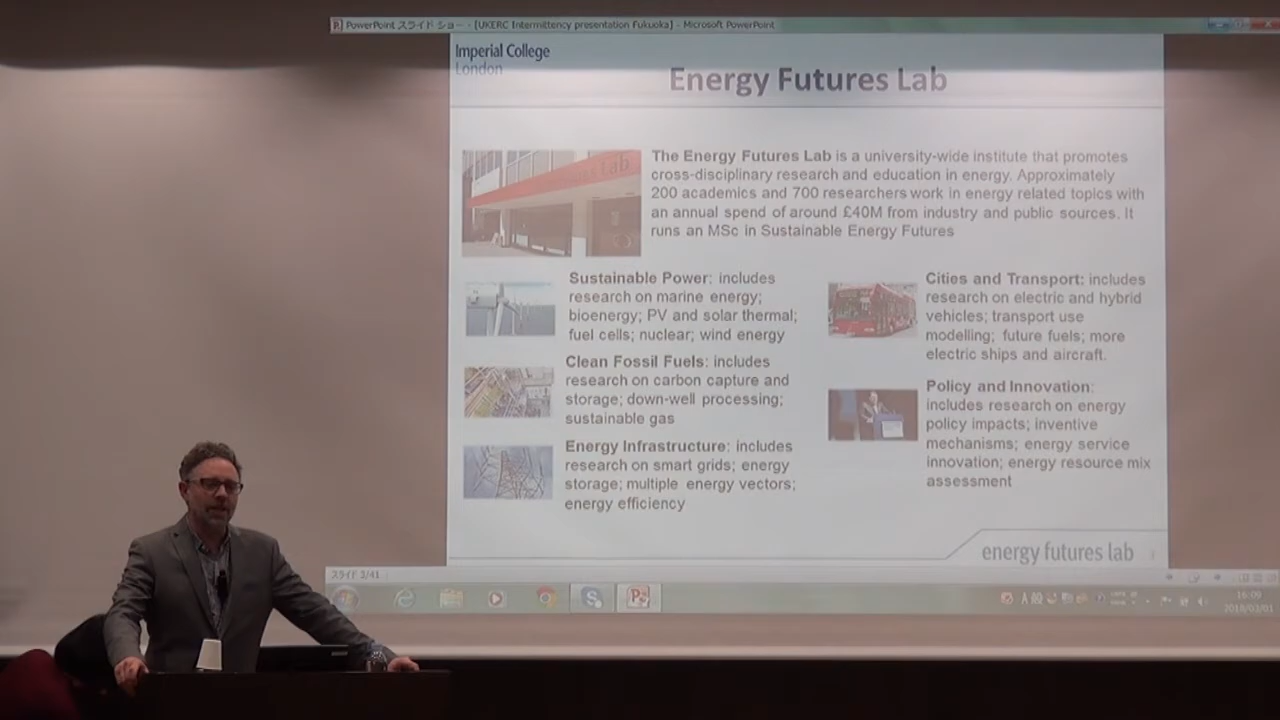 PowerPoint スライド ショー - [UKERC Intermittency presentation Fukuoka] - Microsoft PowerPoint
Imperial College
London
Energy Futures Lab
The Energy Futures Lab is a university-wide institute that promotes
cross-disciplinary research and education in energy. Approximately
200 academics and 700 researchers work in energy related topics with
an annual spend of around £40M from industry and public sources. It
runs an MSc in Sustainable Energy Futures
Sustainable Power: includes
research on marine energy;
bioenergy; PV and solar thermal;
fuel cells; nuclear; wind energy
Clean Fossil Fuels: includes
research on carbon capture and
storage; down-well processing;
sustainable gas
Energy Infrastructure: includes
research on smart grids; energy
storage; multiple energy vectors;
energy efficiency
Cities and Transport: includes
research on electric and hybrid
vehicles; transport use
modelling; future fuels; more
electric ships and aircraft.
Policy and Innovation:
includes research on energy
policy impacts; inventive
mechanisms; energy service
innovation; energy resource mix
assessment
energy futures lab
スライド 3/41
A 般
16:09
2018/03/01